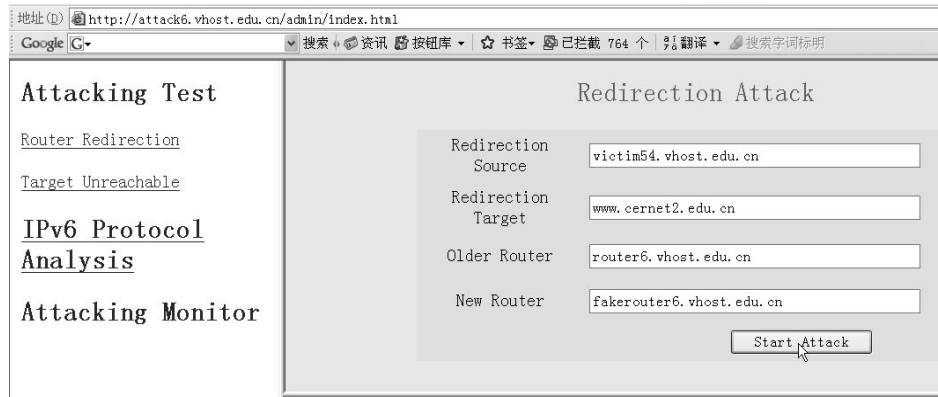 地址(D) http://attack6.vhost.edu.cn/admin/index.html
Google G 搜索 资讯 按钮库 书签 已拦截 764 个 翻译 搜索字词标明
Attacking Test
Router Redirection
Target Unreachable
IPv6 Protocol
Analysis
Attacking Monitor
Redirection Attack
Redirection
Source
victim54.vhost.edu.cn
Redirection
Target
www.cernet2.edu.cn
Older Router
router6.vhost.edu.cn
New Router
fakerouter6.vhost.edu.cn
Start Attack